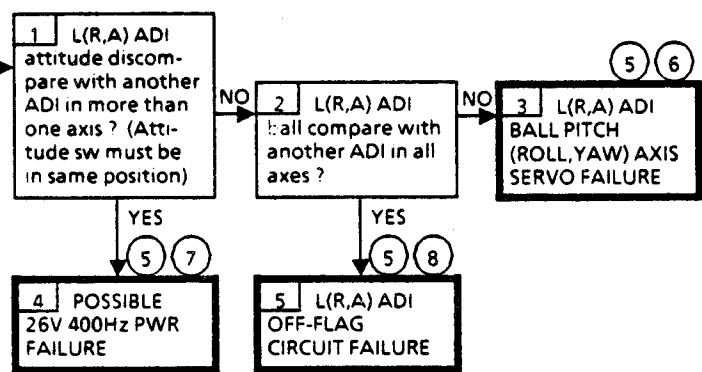 1 L(R,A) ADI
attitude discom-
pare with another
ADI in more than
one axis ? (Atti-
tude sw must be
in same position)
NO
2 L(R,A) ADI
ball compare with
another ADI in all
axes ?
NO
5 6
3 L(R,A) ADI
BALL PITCH
(ROLL,YAW) AXIS
SERVO FAILURE
YES
5 7
4 POSSIBLE
26V 400Hz PWR
FAILURE
YES
5 8
5 L(R,A) ADI
OFF-FLAG
CIRCUIT FAILURE